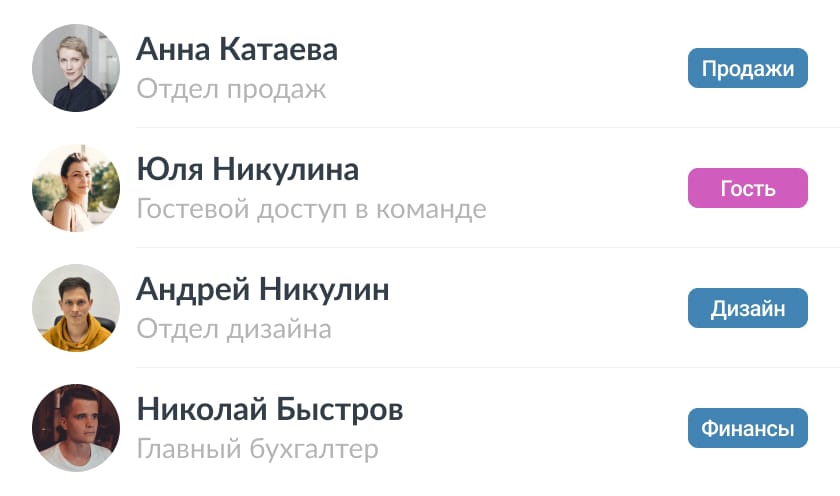 Анна Катаева
Отдел продаж
Продажи
Юля Никулина
Гостевой доступ в команде
Гость
Андрей Никулин
Отдел дизайна
Дизайн
Николай Быстров
Главный бухгалтер
Финансы